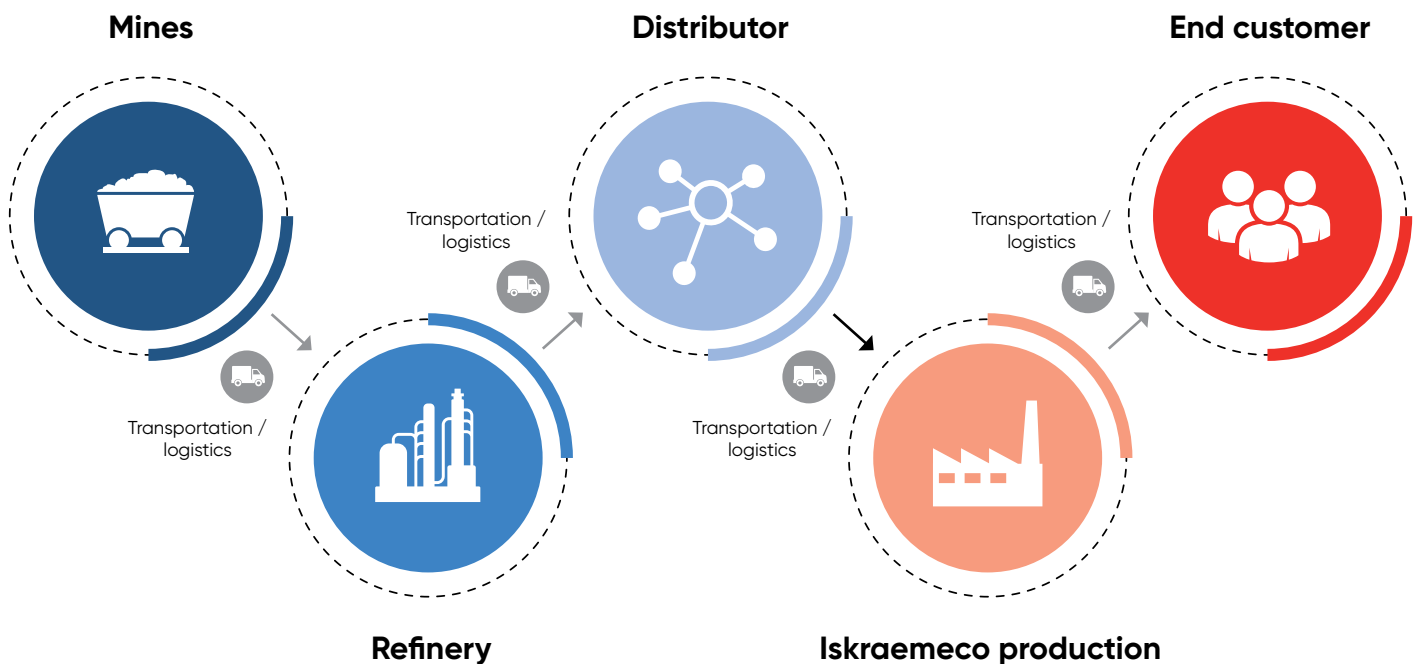 Mines
Distributor
End customer
Transportation /
logistics
Transportation /
logistics
Transportation /
logistics
Transportation /
logistics
Refinery
Iskraemeco production